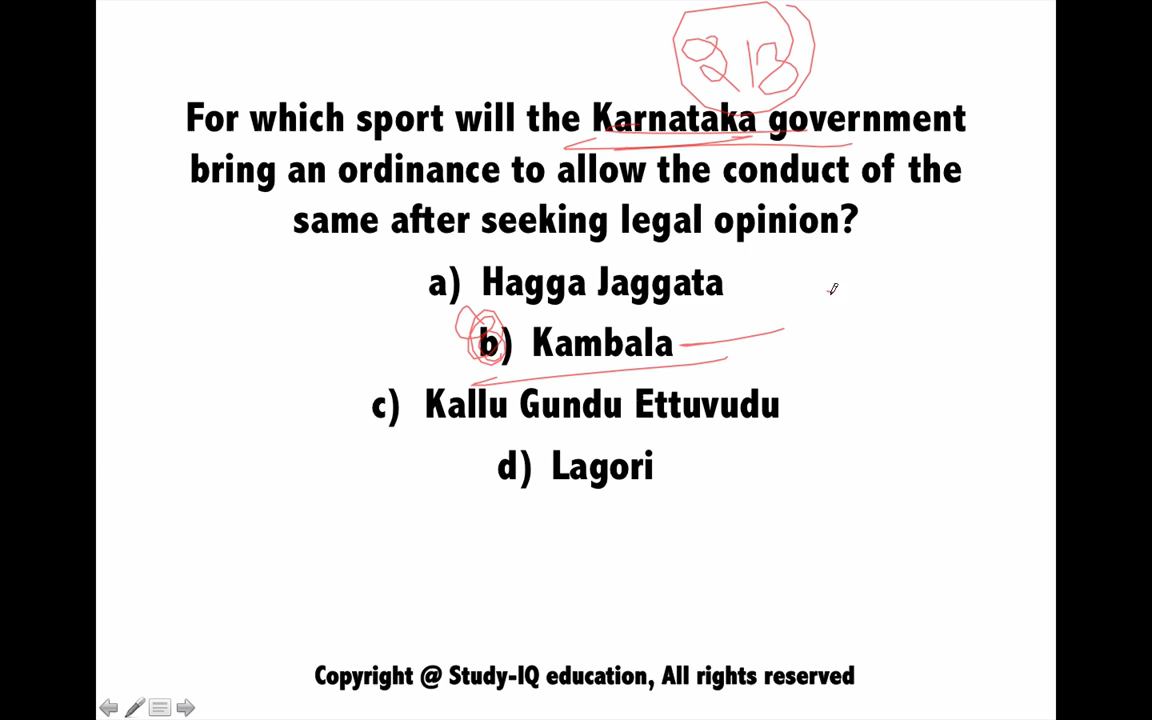 For which sport will the Karnataka government
bring an ordinance to allow the conduct of the
same after seeking legal opinion?
a) Hagga Jaggata
b) Kambala
c) Kallu Gundu Ettuvudu
d) Lagori
Copyright @ Study-IQ education, All rights reserved